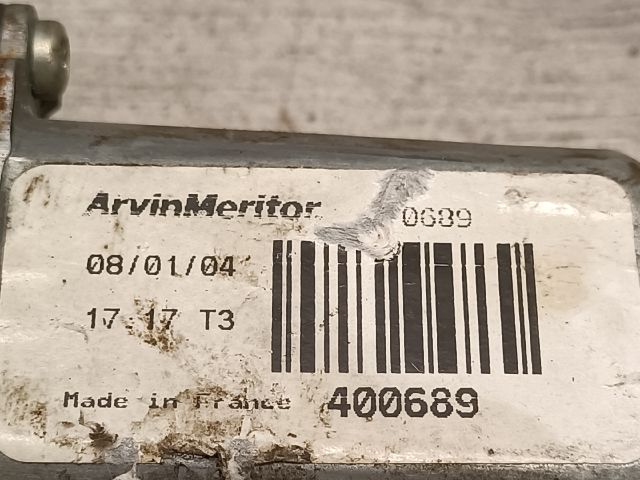 ArvinMeritor 0689
08/01/04
17:17 T3
Made in France 400689